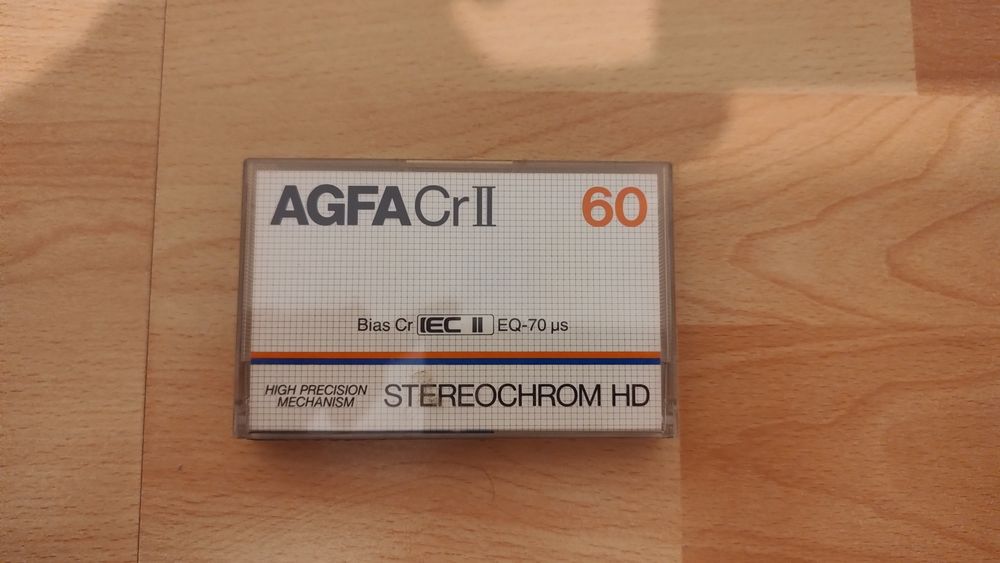 AGFA Cr II 60
Bias Cr IEC II EQ-70 µs
HIGH PRECISION
MECHANISM
STEREOCHROM HD